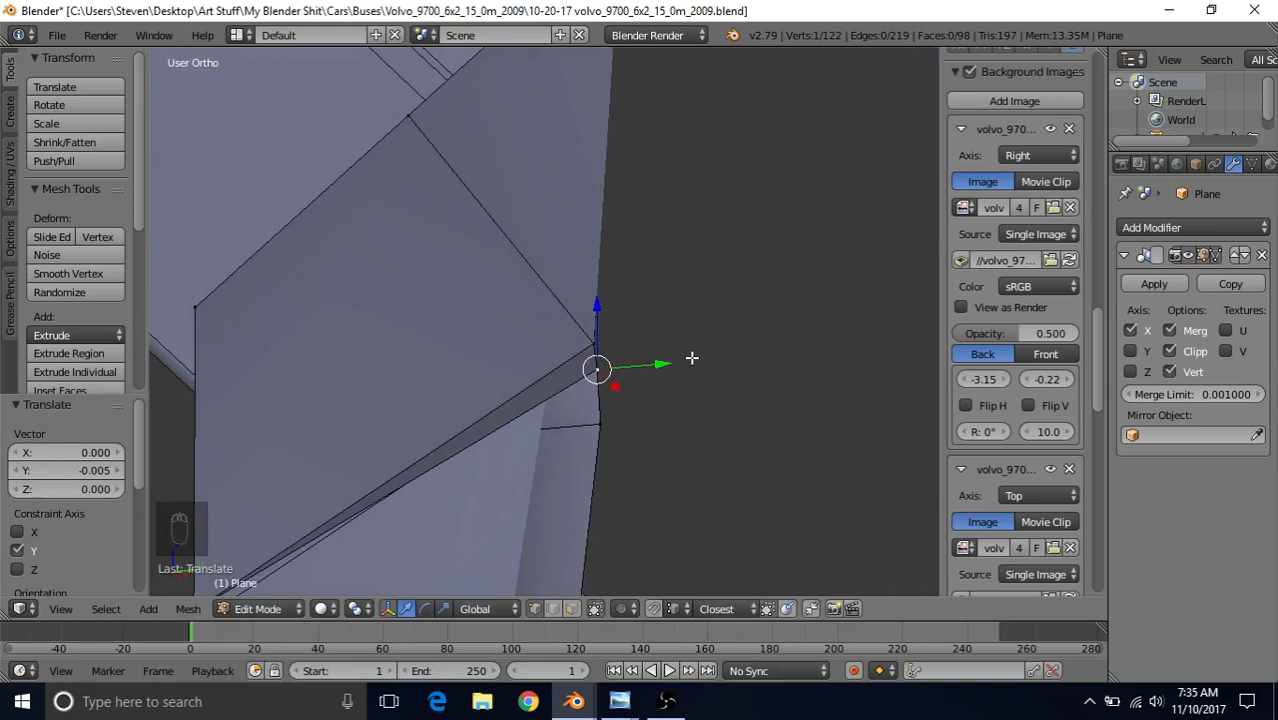 Blender* [C:\Users\Steven\Desktop\Art Stuff\My Blender Shit\Cars\Buses\Volvo_9700_6x2_15_0m_2009\10-20-17 volvo_9700_6x2_15_0m_2009.blend]
File Render Window Help Default Scene Blender Render v2.79 | Verts:1/122 | Edges:0/219 | Faces:0/98 | Tris:197 | Mem:13.35M | Plane
Tools
Create
Shading / UVs
Options
Grease Pencil
Transform
Translate
Rotate
Scale
Shrink/Fatten
Push/Pull
Mesh Tools
Deform:
Slide Ed Vertex
Noise
Smooth Vertex
Randomize
Add:
Extrude
Extrude Region
Extrude Individual
Inset Faces
Translate
Vector
X: 0.000
Y: -0.005
Z: 0.000
Constraint Axis
X
Y
Z
Orientation
User Ortho
Last: Translate
(1) Plane
Background Images
Add Image
volvo_970...
Axis: Right
Image Movie Clip
volv 4 F
Source Single Image
//volvo_97...
Color sRGB
View as Render
Opacity: 0.500
Back Front
-3.15 -0.22
Flip H Flip V
R: 0° 10.0
volvo_970...
Axis: Top
Image Movie Clip
volv 4 F
Source Single Image
View Search All Sc
Scene
RenderL
World
Plane
Add Modifier
Apply Copy
Axis: Options: Textures:
X Merg U
Y Clipp V
Z Vert
Merge Limit: 0.001000
Mirror Object:
View Select Add Mesh Edit Mode Global Closest
-40 -20 0 20 40 60 80 100 120 140 160 180 200 220 240 260 280
View Marker Frame Playback Start: 1 End: 250 1 No Sync
Type here to search
7:35 AM
11/10/2017